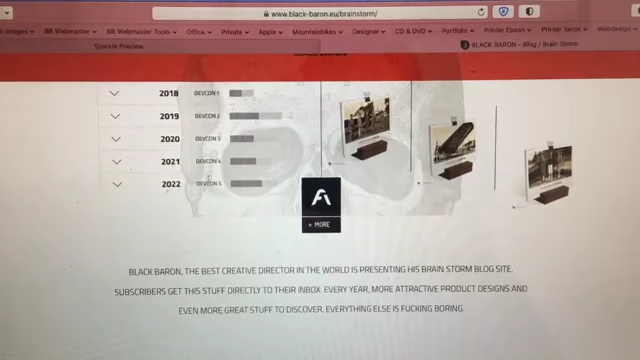 www.black-baron.eu/brainstorm/
Images BB Webmaster BB Webmaster Tools Office Private Apple Mountainbikes Designer CD & DVD Portfolio Printer Epson Printer Xerox Webdesign
Sparkle Preview BLACK BARON - Blog / Brain Storm
2018 DEVCON 1
2019 DEVCON 2
2020 DEVCON 3
2021 DEVCON 4
2022 DEVCON 5
+ MORE
BLACK BARON, THE BEST CREATIVE DIRECTOR IN THE WORLD IS PRESENTING HIS BRAIN STORM BLOG SITE.
SUBSCRIBERS GET THIS STUFF DIRECTLY TO THEIR INBOX. EVERY YEAR, MORE ATTRACTIVE PRODUCT DESIGNS AND
EVEN MORE GREAT STUFF TO DISCOVER. EVERYTHING ELSE IS FUCKING BORING.